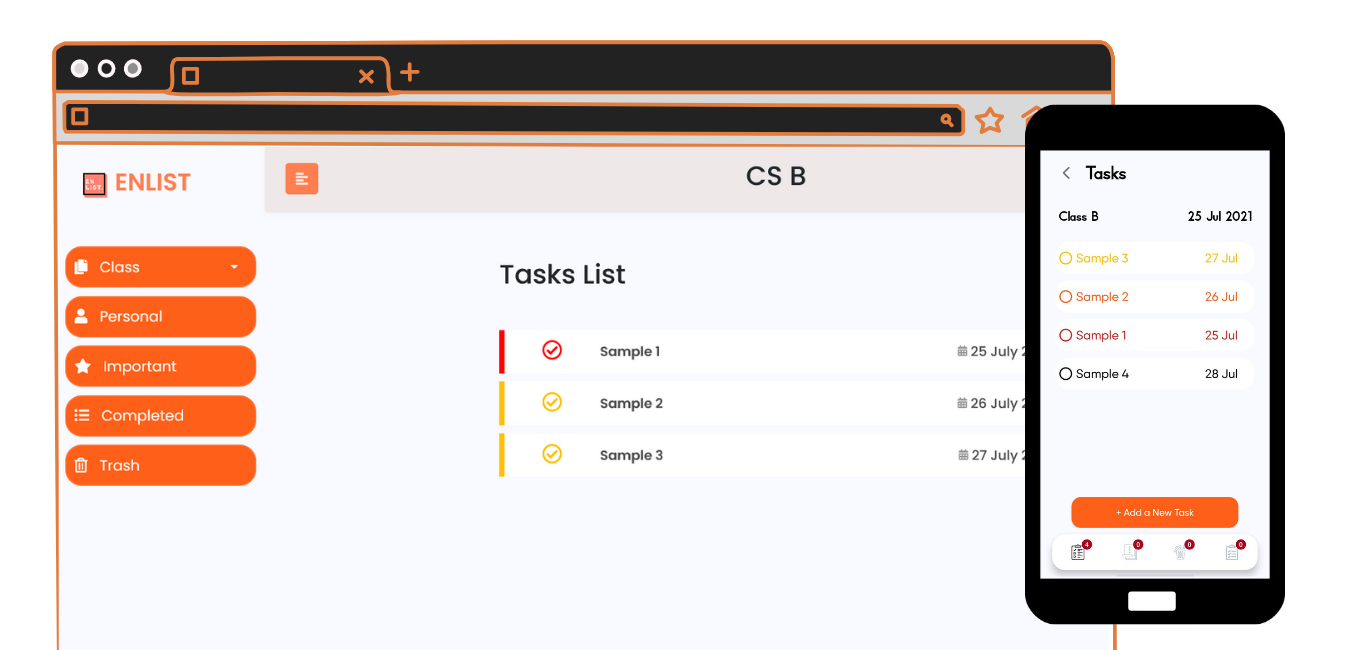 EN
LIST.
ENLIST
CS B
Class
Personal
Important
Completed
Trash
Tasks List
Sample 1 25 July 2
Sample 2 26 July 2
Sample 3 27 July 2
Tasks
Class B 25 Jul 2021
Sample 3 27 Jul
Sample 2 26 Jul
Sample 1 25 Jul
Sample 4 28 Jul
+ Add a New Task
4 0 0 0